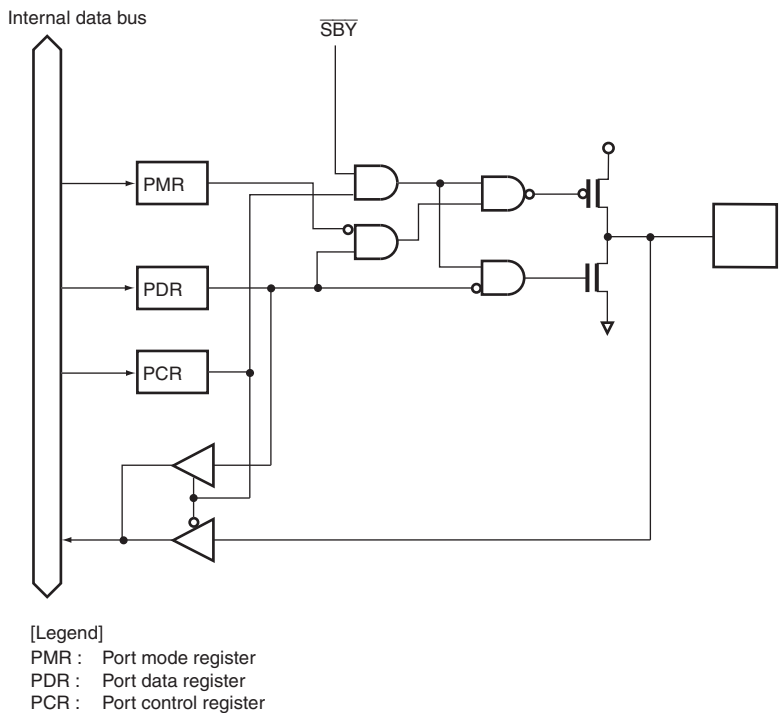 Internal data bus
SBY
PMR
PDR
PCR
[Legend]
PMR : Port mode register
PDR : Port data register
PCR : Port control register